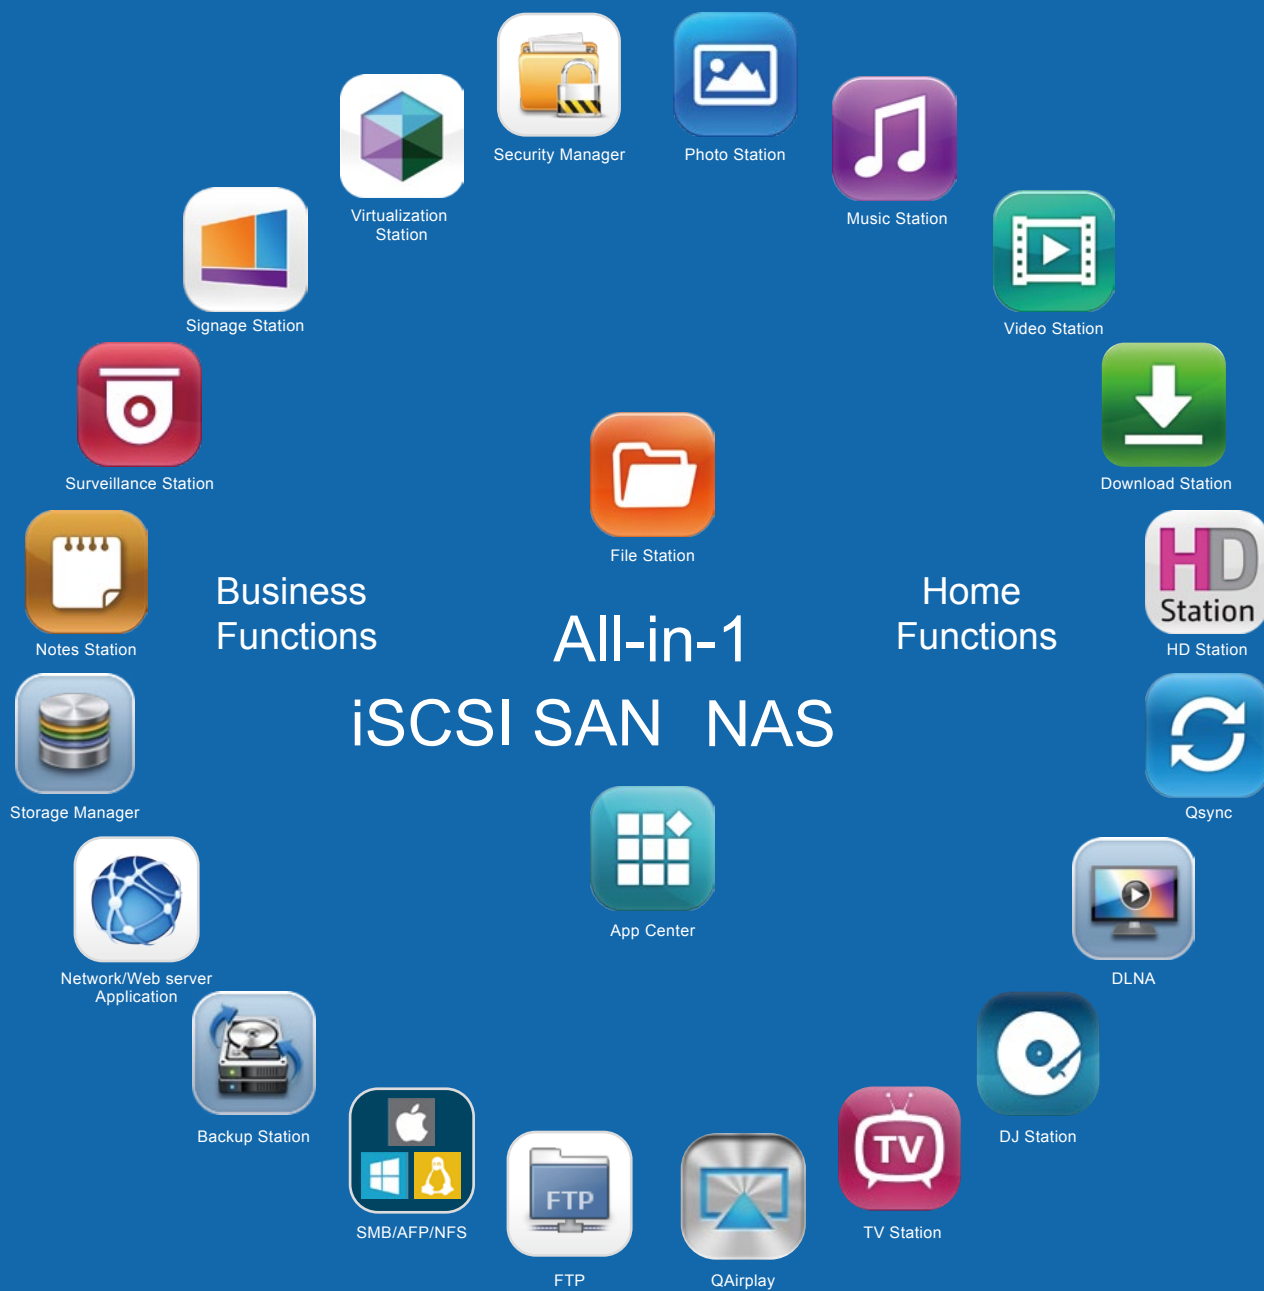 Security Manager
Photo Station
Virtualization
Station
Music Station
Signage Station
Video Station
Surveillance Station
Download Station
File Station
HD
Station
Notes Station
HD Station
Business
Functions
Home
Functions
All-in-1
iSCSI SAN NAS
Storage Manager
Qsync
App Center
Network/Web server
Application
DLNA
Backup Station
DJ Station
TV
SMB/AFP/NFS
TV Station
FTP
FTP
QAirplay